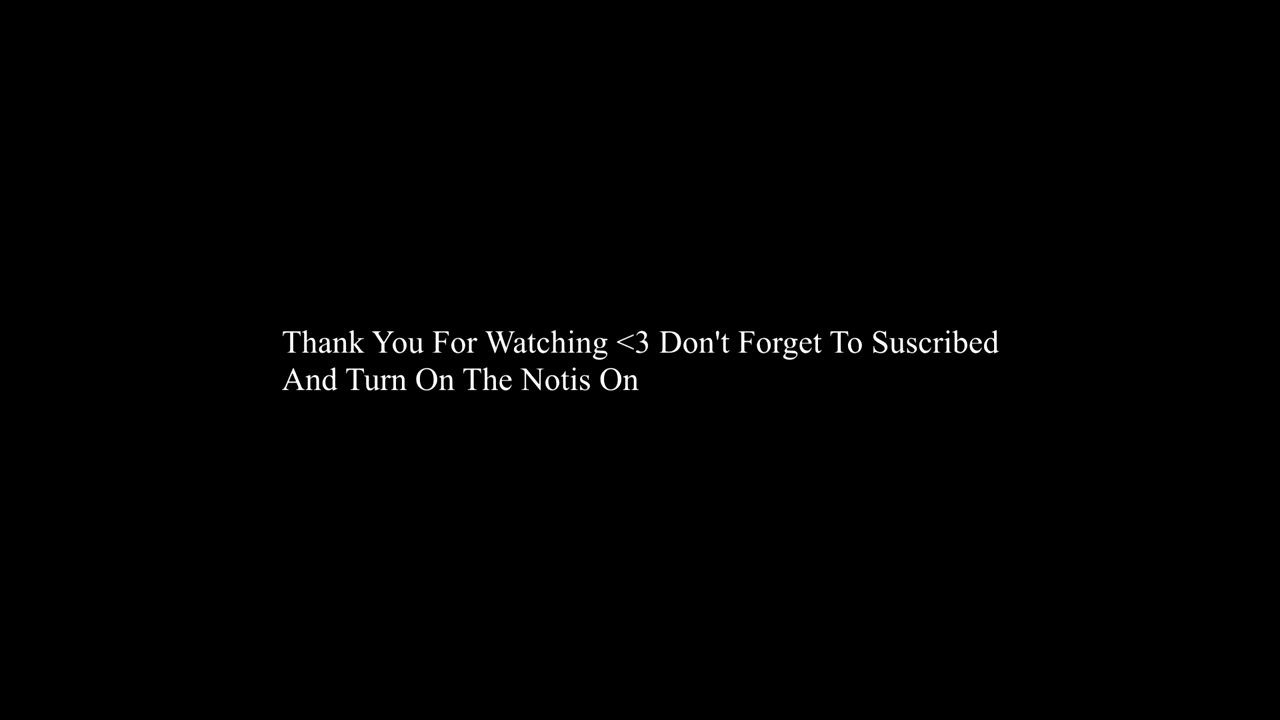 Thank You For Watching <3 Don't Forget To Suscribed
And Turn On The Notis On